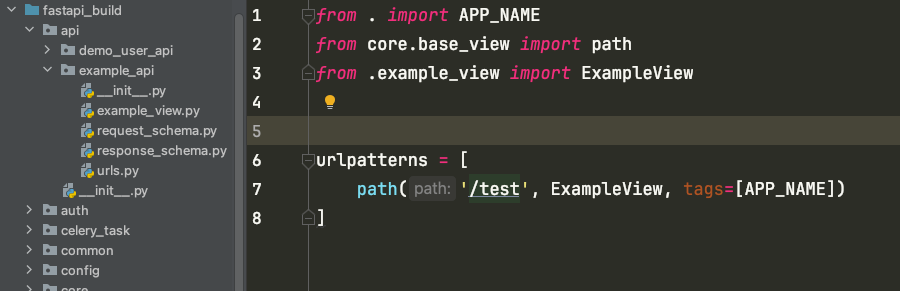 fastapi_build
api
demo_user_api
example_api
__init__.py
example_view.py
request_schema.py
response_schema.py
urls.py
__init__.py
auth
celery_task
common
config
core
1 from . import APP_NAME
2 from core.base_view import path
3 from .example_view import ExampleView
4
5
6 urlpatterns = [
7 path( path: '/test', ExampleView, tags=[APP_NAME])
8 ]